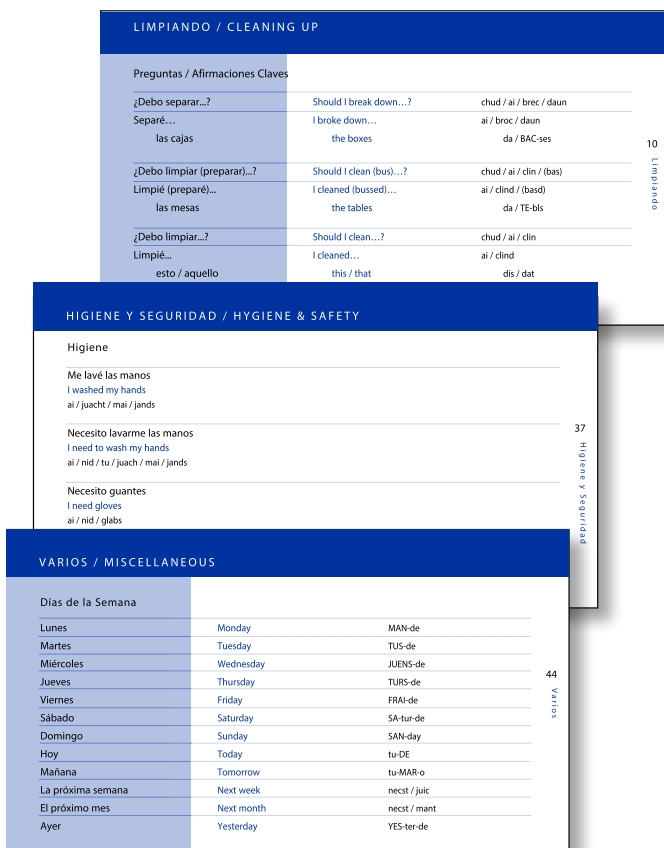 LIMPIANDO / CLEANING UP
Preguntas / Afirmaciones Claves
¿Debo separar...? Should I break down…? chud / ai / brec / daun
Separé… I broke down… ai / broc / daun
las cajas the boxes da / BAC-ses
¿Debo limpiar (preparar)...? Should I clean (bus)…? chud / ai / clin / (bas)
Limpié (preparé)... I cleaned (bussed)… ai / clind / (basd)
las mesas the tables da / TE-bls
¿Debo limpiar...? Should I clean…? chud / ai / clin
Limpié... I cleaned… ai / clind
esto / aquello this / that dis / dat
10
Limpiando
HIGIENE Y SEGURIDAD / HYGIENE & SAFETY
Higiene
Me lavé las manos
I washed my hands
ai / juacht / mai / jands
Necesito lavarme las manos
I need to wash my hands
ai / nid / tu / juach / mai / jands
Necesito guantes
I need gloves
ai / nid / glabs
37
Higiene y Seguridad
VARIOS / MISCELLANEOUS
Días de la Semana
Lunes Monday MAN-de
Martes Tuesday TUS-de
Miércoles Wednesday JUENS-de
Jueves Thursday TURS-de
Viernes Friday FRAI-de
Sábado Saturday SA-tur-de
Domingo Sunday SAN-day
Hoy Today tu-DE
Mañana Tomorrow tu-MAR-o
La próxima semana Next week necst / juic
El próximo mes Next month necst / mant
Ayer Yesterday YES-ter-de
44
Varios